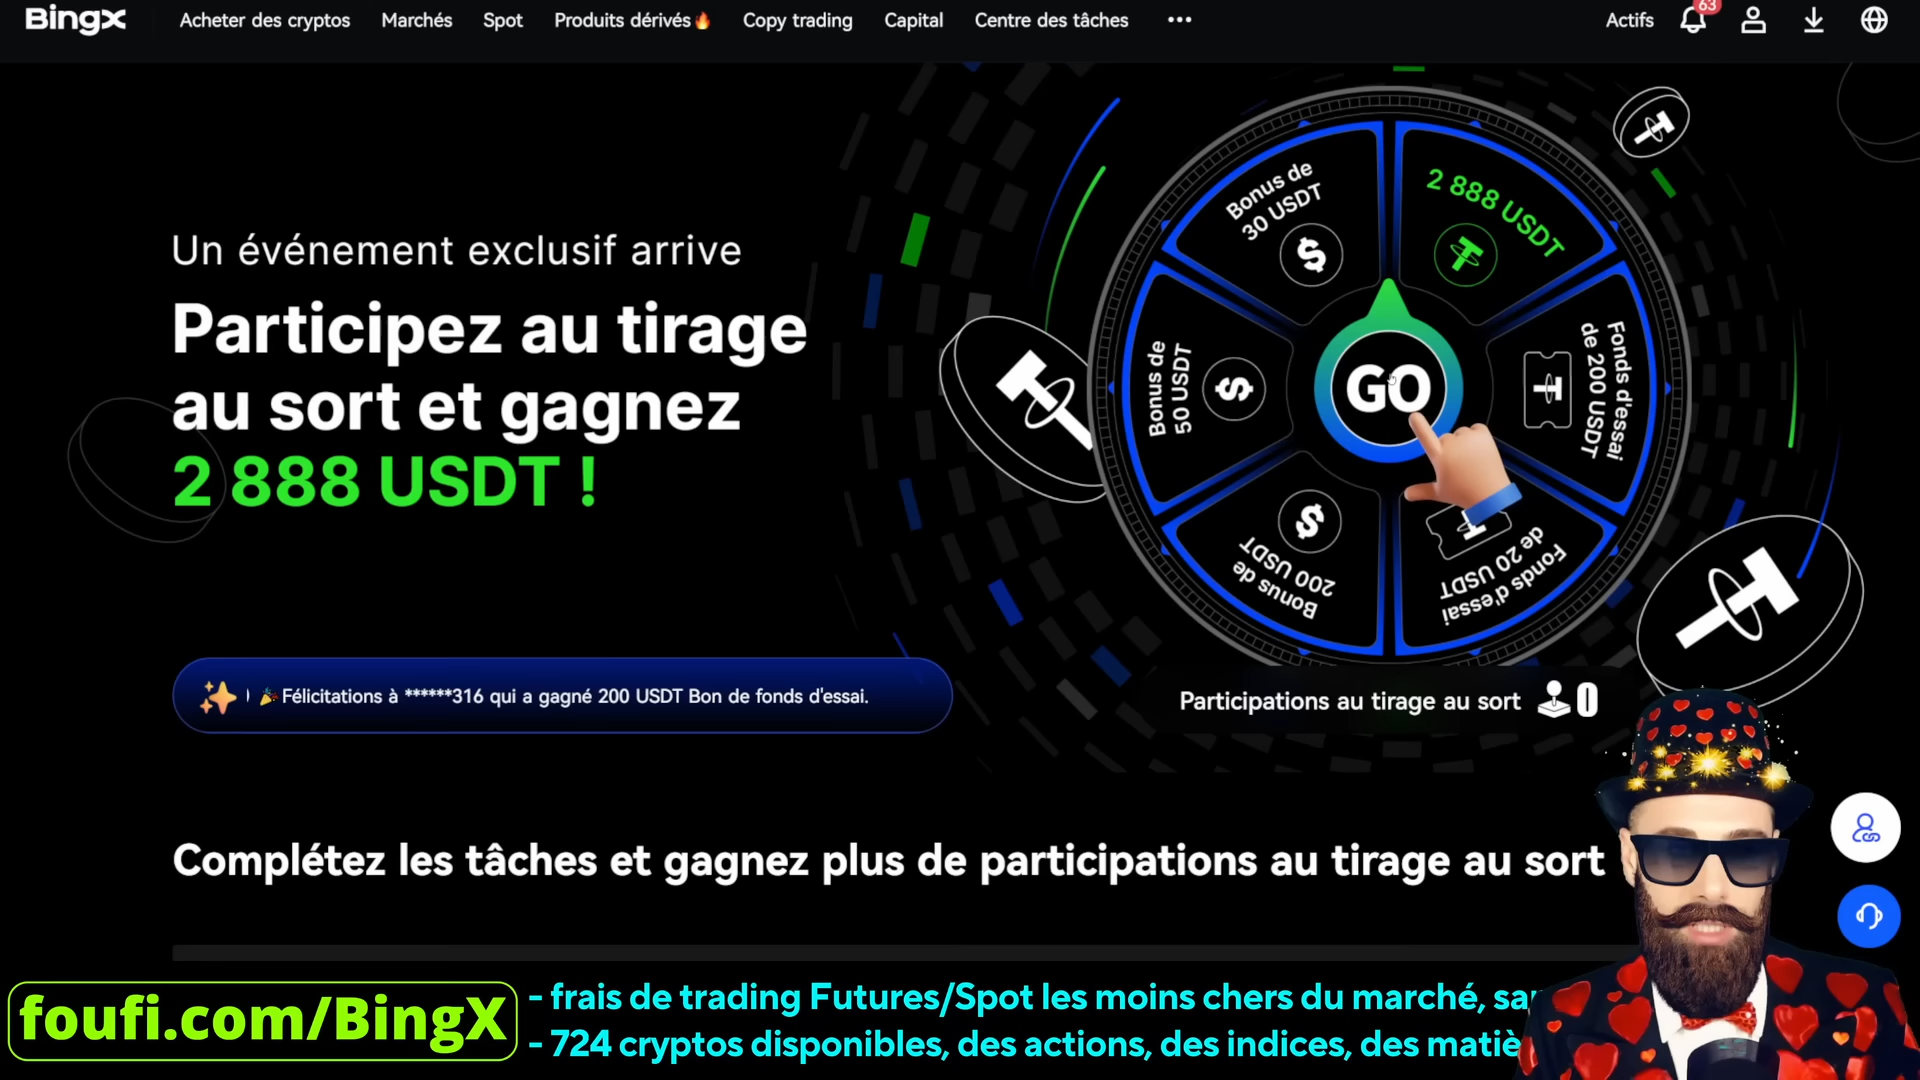 BingX
Acheter des cryptos
Marchés
Spot
Produits dérivés
Copy trading
Capital
Centre des tâches
Actifs
63
Un événement exclusif arrive
Participez au tirage
au sort et gagnez
2 888 USDT !
Bonus de
30 USDT
2 888 USDT
Fonds d'essai
de 200 USDT
Fonds d'essai
de 20 USDT
Bonus de
200 USDT
Bonus de
50 USDT
GO
Félicitations à ******316 qui a gagné 200 USDT Bon de fonds d'essai.
Participations au tirage au sort
0
Complétez les tâches et gagnez plus de participations au tirage au sort
foufi.com/BingX
- frais de trading Futures/Spot les moins chers du marché,
- 724 cryptos disponibles, des actions, des indices, des